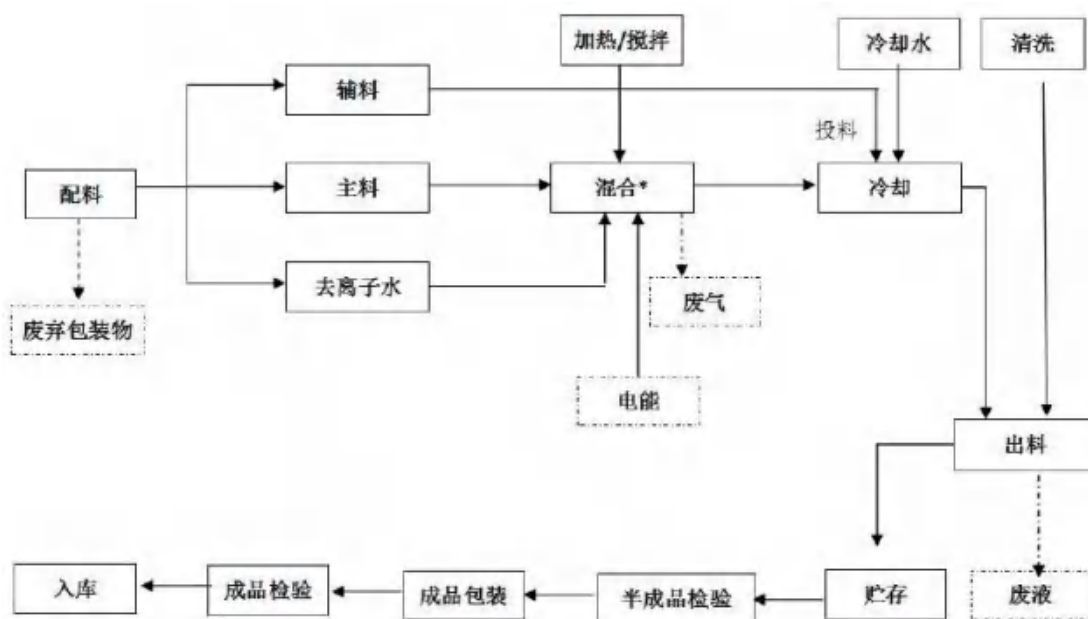 加热/搅拌
冷却水
清洗
辅料
投料
配料
主料
混合*
冷却
去离子水
废气
废弃包装物
电能
出料
入库
成品检验
成品包装
半成品检验
贮存
废液